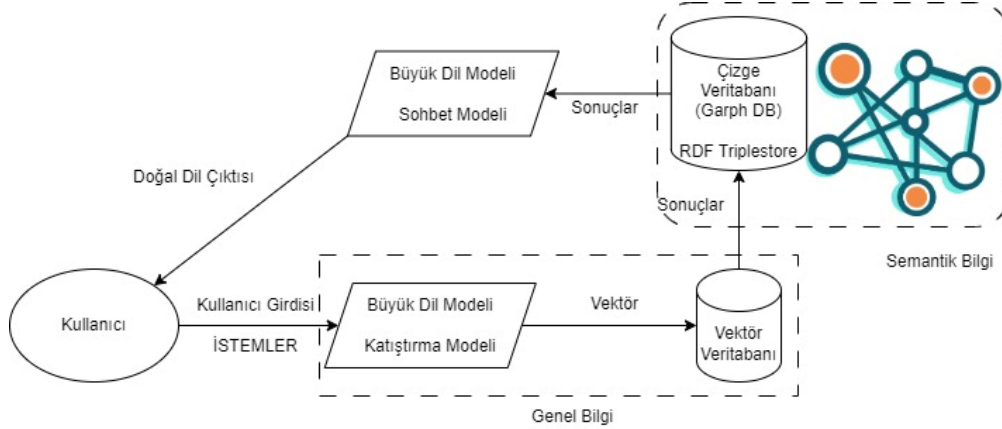 Büyük Dil Modeli
Sohbet Modeli
Sonuçlar
Çizge
Veritabanı
(Garph DB)
RDF Triplestore
Doğal Dil Çıktısı
Sonuçlar
Semantik Bilgi
Kullanıcı
Kullanıcı Girdisi
İSTEMLER
Büyük Dil Modeli
Katıştırma Modeli
Vektör
Vektör
Veritabanı
Genel Bilgi